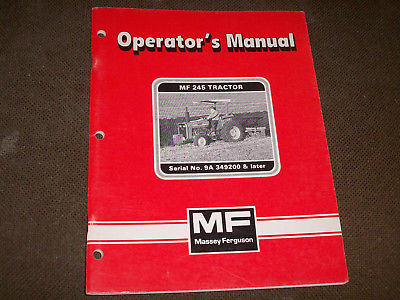 Operator's Manual
MF 245 TRACTOR
Serial No. 9A 349200 & later
MF
Massey Ferguson